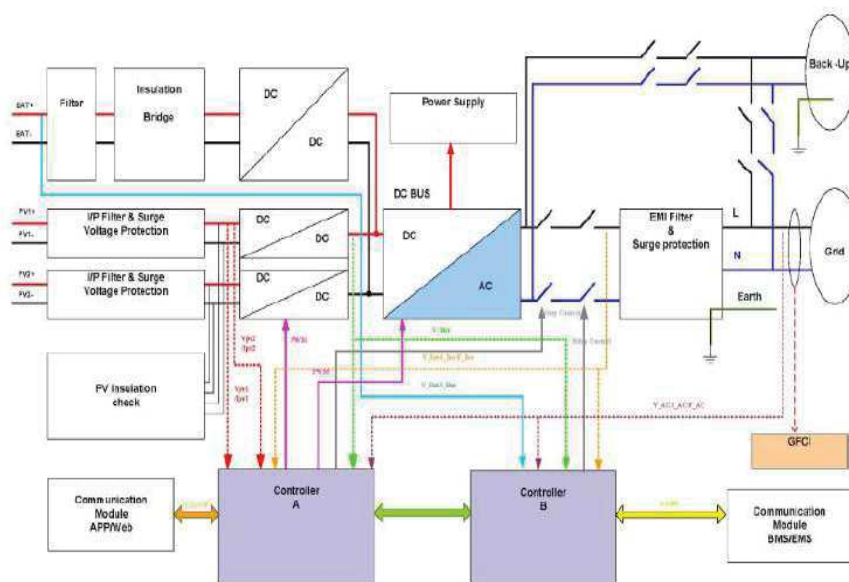 Back -Up
BAT+
BAT-
Filter
Insulation
Bridge
DC
DC
Power Supply
DC BUS
PV1+
PV1-
I/P Filter & Surge
Voltage Protection
DC
DC
DC
AC
EMI Filter
&
Surge protection
L
N
Grid
PV2+
PV2-
I/P Filter & Surge
Voltage Protection
DC
DC
Earth
PV Insulation
check
GFCI
Communication
Module
APP/Web
Controller
A
Controller
B
Communication
Module
BMS/EMS